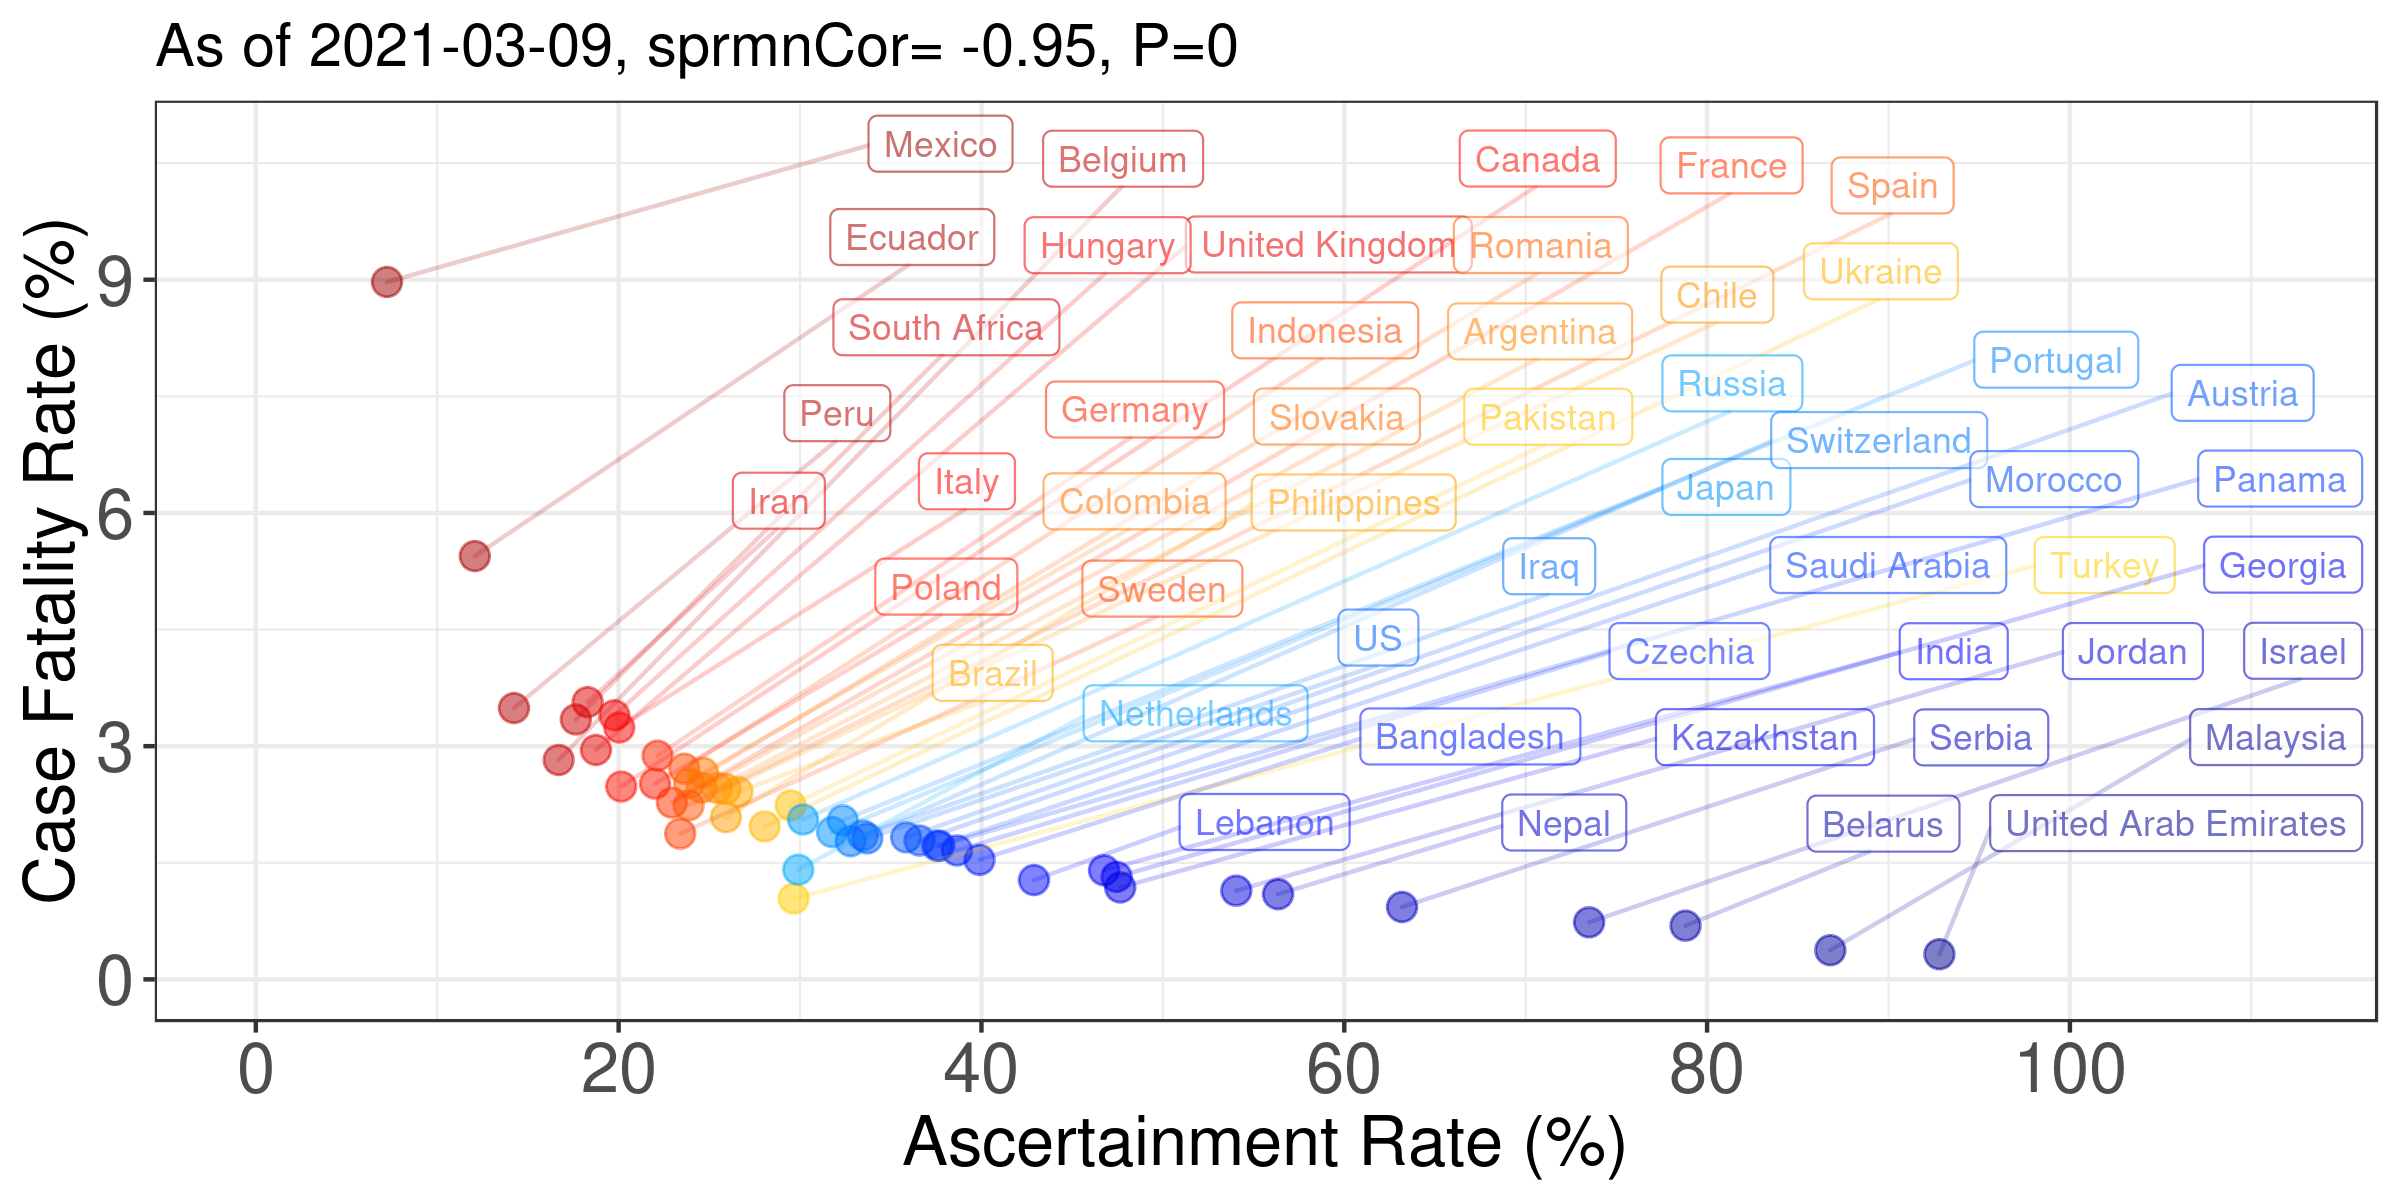 As of 2021-03-09, sprmnCor= -0.95, P=0
Case Fatality Rate (%)
9
6
3
0
Mexico
Belgium
Canada
France
Spain
Ecuador
Hungary
United Kingdom
Romania
Ukraine
South Africa
Indonesia
Argentina
Chile
Portugal
Peru
Germany
Slovakia
Pakistan
Russia
Austria
Iran
Italy
Colombia
Philippines
Japan
Switzerland
Morocco
Panama
Poland
Sweden
Iraq
Saudi Arabia
Turkey
Georgia
Brazil
US
Czechia
India
Jordan
Israel
Netherlands
Bangladesh
Kazakhstan
Serbia
Malaysia
Lebanon
Nepal
Belarus
United Arab Emirates
0
20
40
60
80
100
Ascertainment Rate (%)